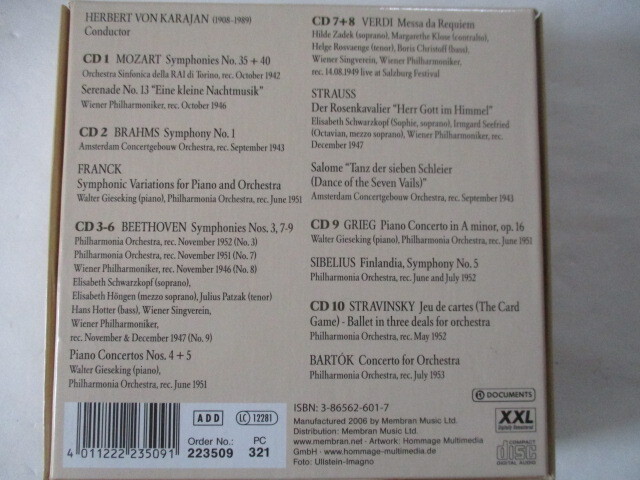 HERBERT VON KARAJAN (1908-1989)
Conductor
CD 1 MOZART Symphonies No. 35 + 40
Orchestra Sinfonica della RAI di Torino, rec. October 1942
Serenade No. 13 "Eine kleine Nachtmusik"
Wiener Philharmoniker, rec. October 1946
CD 2 BRAHMS Symphony No. 1
Amsterdam Concertgebouw Orchestra, rec. September 1943
FRANCK
Symphonic Variations for Piano and Orchestra
Walter Gieseking (piano), Philharmonia Orchestra, rec. June 1951
CD 3-6 BEETHOVEN Symphonies Nos. 3, 7-9
Philharmonia Orchestra, rec. November 1952 (No. 3)
Philharmonia Orchestra, rec. November 1951 (No. 7)
Wiener Philharmoniker, rec. November 1946 (No. 8)
Elisabeth Schwarzkopf (soprano),
Elisabeth Höngen (mezzo soprano), Julius Patzak (tenor)
Hans Hotter (bass), Wiener Singverein,
Wiener Philharmoniker,
rec. November & December 1947 (No. 9)
Piano Concertos Nos. 4 + 5
Walter Gieseking (piano),
Philharmonia Orchestra, rec. June 1951
4 011222 235091
ADD
LC 12281
Order No.: PC
223509 321
CD 7+8 VERDI Messa da Requiem
Hilde Zadek (soprano), Margarethe Klose (contralto),
Helge Rosvaenge (tenor), Boris Christoff (bass),
Wiener Singverein, Wiener Philharmoniker,
rec. 14.08.1949 live at Salzburg Festival
STRAUSS
Der Rosenkavalier "Herr Gott im Himmel"
Elisabeth Schwarzkopf (Sophie, soprano), Irmgard Seefried
(Octavian, mezzo soprano), Wiener Philharmoniker, rec.
December 1947
Salome "Tanz der sieben Schleier
(Dance of the Seven Vails)"
Amsterdam Concertgebouw Orchestra, rec. September 1943
CD 9 GRIEG Piano Concerto in A minor, op. 16
Walter Gieseking (piano), Philharmonia Orchestra, rec. June 1951
SIBELIUS Finlandia, Symphony No. 5
Philharmonia Orchestra, rec. June and July 1952
CD 10 STRAVINSKY Jeu de cartes (The Card
Game) - Ballet in three deals for orchestra
Philharmonia Orchestra, rec. May 1952
BARTÓK Concerto for Orchestra
Philharmonia Orchestra, rec. July 1953
DOCUMENTS
ISBN: 3-86562-601-7
Manufactured 2006 by Membran Music Ltd.
Distribution: Membran Music Ltd.
www.membran.net - Artwork: Hommage Multimedia
GmbH - www.hommage-multimedia.de
Foto: Ullstein-Imagno
XXL
COMPACT
disc
DIGITAL AUDIO